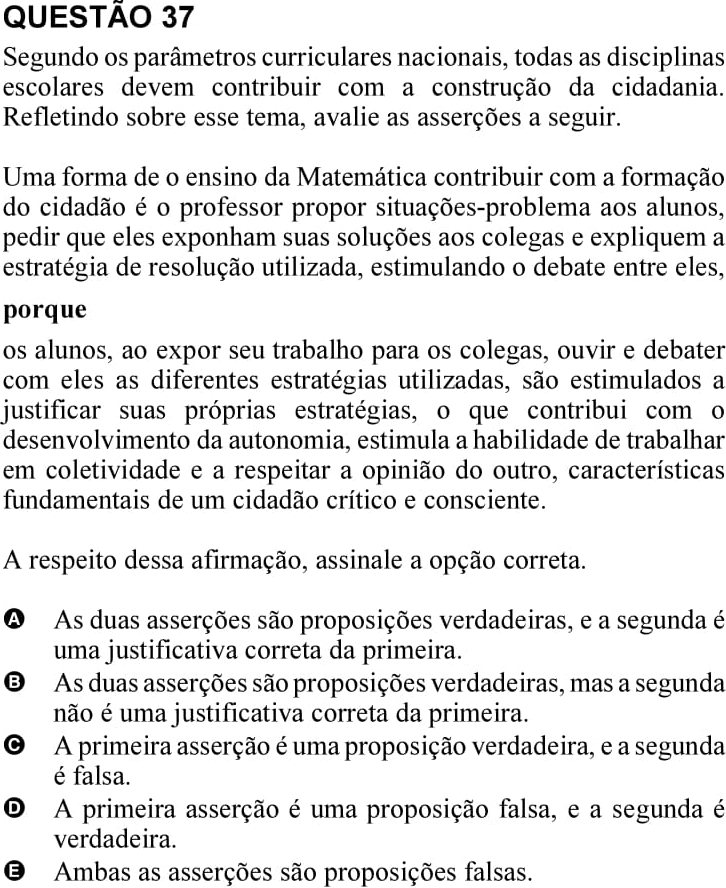 QUESTÃO 37
Segundo os parâmetros curriculares nacionais, todas as disciplinas
escolares devem contribuir com a construção da cidadania.
Refletindo sobre esse tema, avalie as asserções a seguir.
Uma forma de o ensino da Matemática contribuir com a formação
do cidadão é o professor propor situações-problema aos alunos,
pedir que eles exponham suas soluções aos colegas e expliquem a
estratégia de resolução utilizada, estimulando o debate entre eles,
porque
os alunos, ao expor seu trabalho para os colegas, ouvir e debater
com eles as diferentes estratégias utilizadas, são estimulados a
justificar suas próprias estratégias, o que contribui com o
desenvolvimento da autonomia, estimula a habilidade de trabalhar
em coletividade e a respeitar a opinião do outro, características
fundamentais de um cidadão crítico e consciente.
A respeito dessa afirmação, assinale a opção correta.
A As duas asserções são proposições verdadeiras, e a segunda é
uma justificativa correta da primeira.
B As duas asserções são proposições verdadeiras, mas a segunda
não é uma justificativa correta da primeira.
C A primeira asserção é uma proposição verdadeira, e a segunda
é falsa.
D A primeira asserção é uma proposição falsa, e a segunda é
verdadeira.
E Ambas as asserções são proposições falsas.